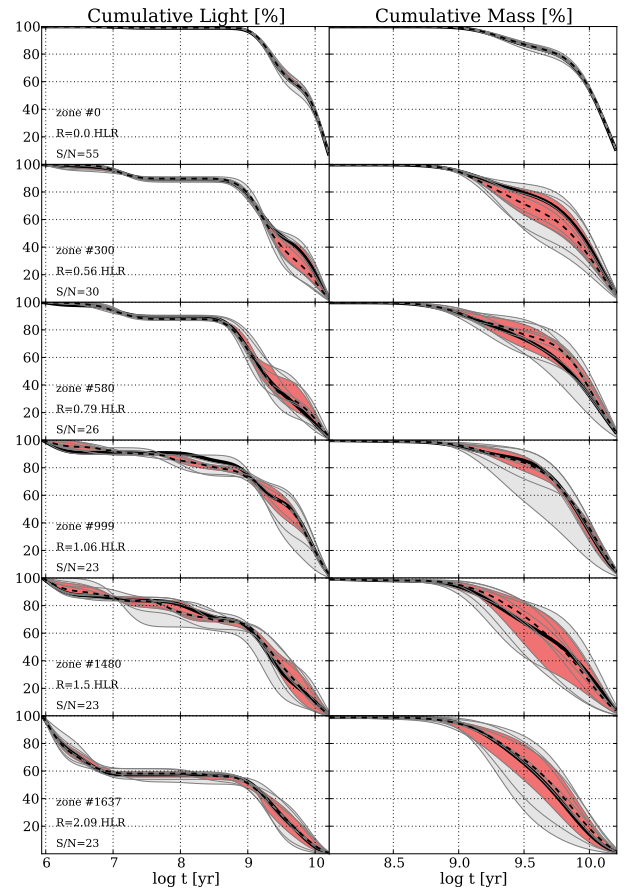 Cumulative Light [%] Cumulative Mass [%]
100
80
60
40
20
zone #0
R=0.0 HLR
S/N=55
100
80
60
40
20
zone #300
R=0.56 HLR
S/N=30
100
80
60
40
20
zone #580
R=0.79 HLR
S/N=26
100
80
60
40
20
zone #999
R=1.06 HLR
S/N=23
100
80
60
40
20
zone #1480
R=1.5 HLR
S/N=23
100
80
60
40
20
zone #1637
R=2.09 HLR
S/N=23
6 7 8 9 10 8.5 9.0 9.5 10.0
log t [yr] log t [yr]